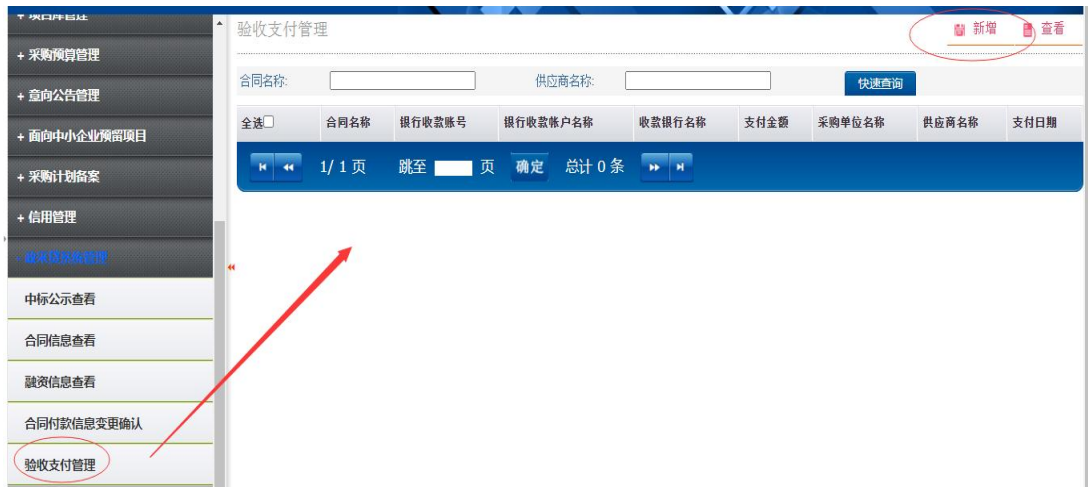 + 项目库管理
+ 采购预算管理
+ 意向公告管理
+ 面向中小企业预留项目
+ 采购计划备案
+ 信用管理
中标公示查看
合同信息查看
融资信息查看
合同付款信息变更确认
验收支付管理
验收支付管理
新增 查看
合同名称: 供应商名称: 快速查询
全选 合同名称 银行收款账号 银行收款帐户名称 收款银行名称 支付金额 采购单位名称 供应商名称 支付日期
1/ 1 页 跳至 页 确定 总计 0 条